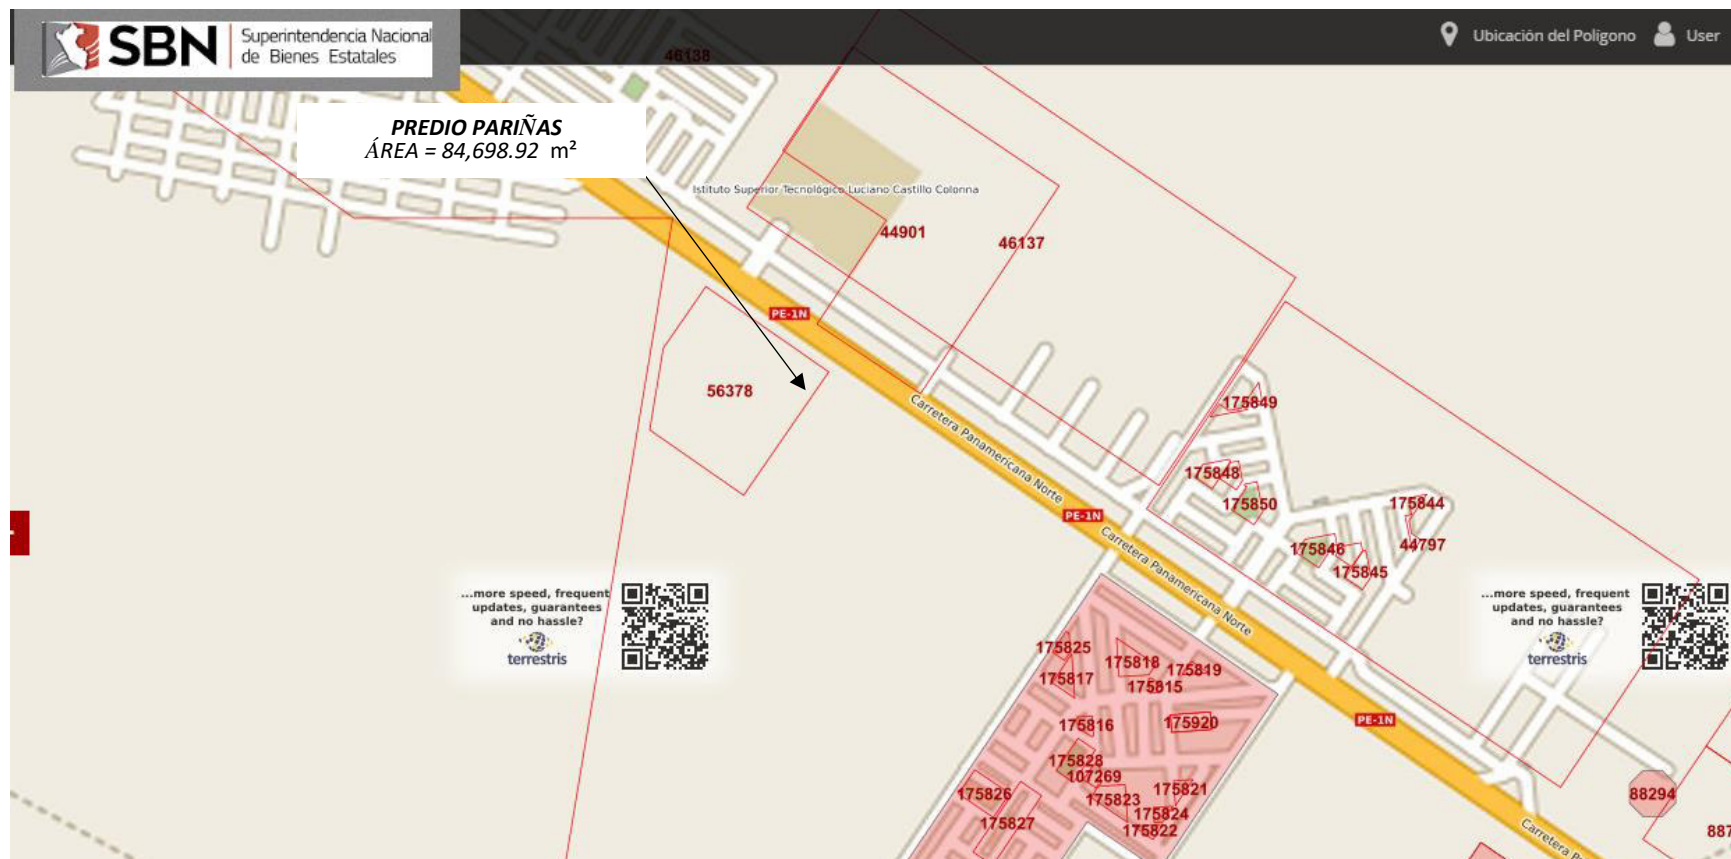 SBN
Superintendencia Nacional
de Bienes Estatales
Ubicación del Poligono
User
46138
PREDIO PARIÑAS
ÁREA = 84,698.92 m²
Istituto Superior Tecnológico Luciano Castillo Colonna
44901
46137
PE-1N
56378
Carretera Panamericana Norte
175849
175848
175850
175844
PE-1N
44797
175846
175845
Carretera Panamericana Norte
...more speed, frequent
updates, guarantees
and no hassle?
terrestris
...more speed, frequent
updates, guarantees
and no hassle?
terrestris
175825
175818
175819
175817
175815
175816
175920
PE-1N
175828
107269
175826
175823
175821
175824
175827
175822
88294
887
Carretera Pa